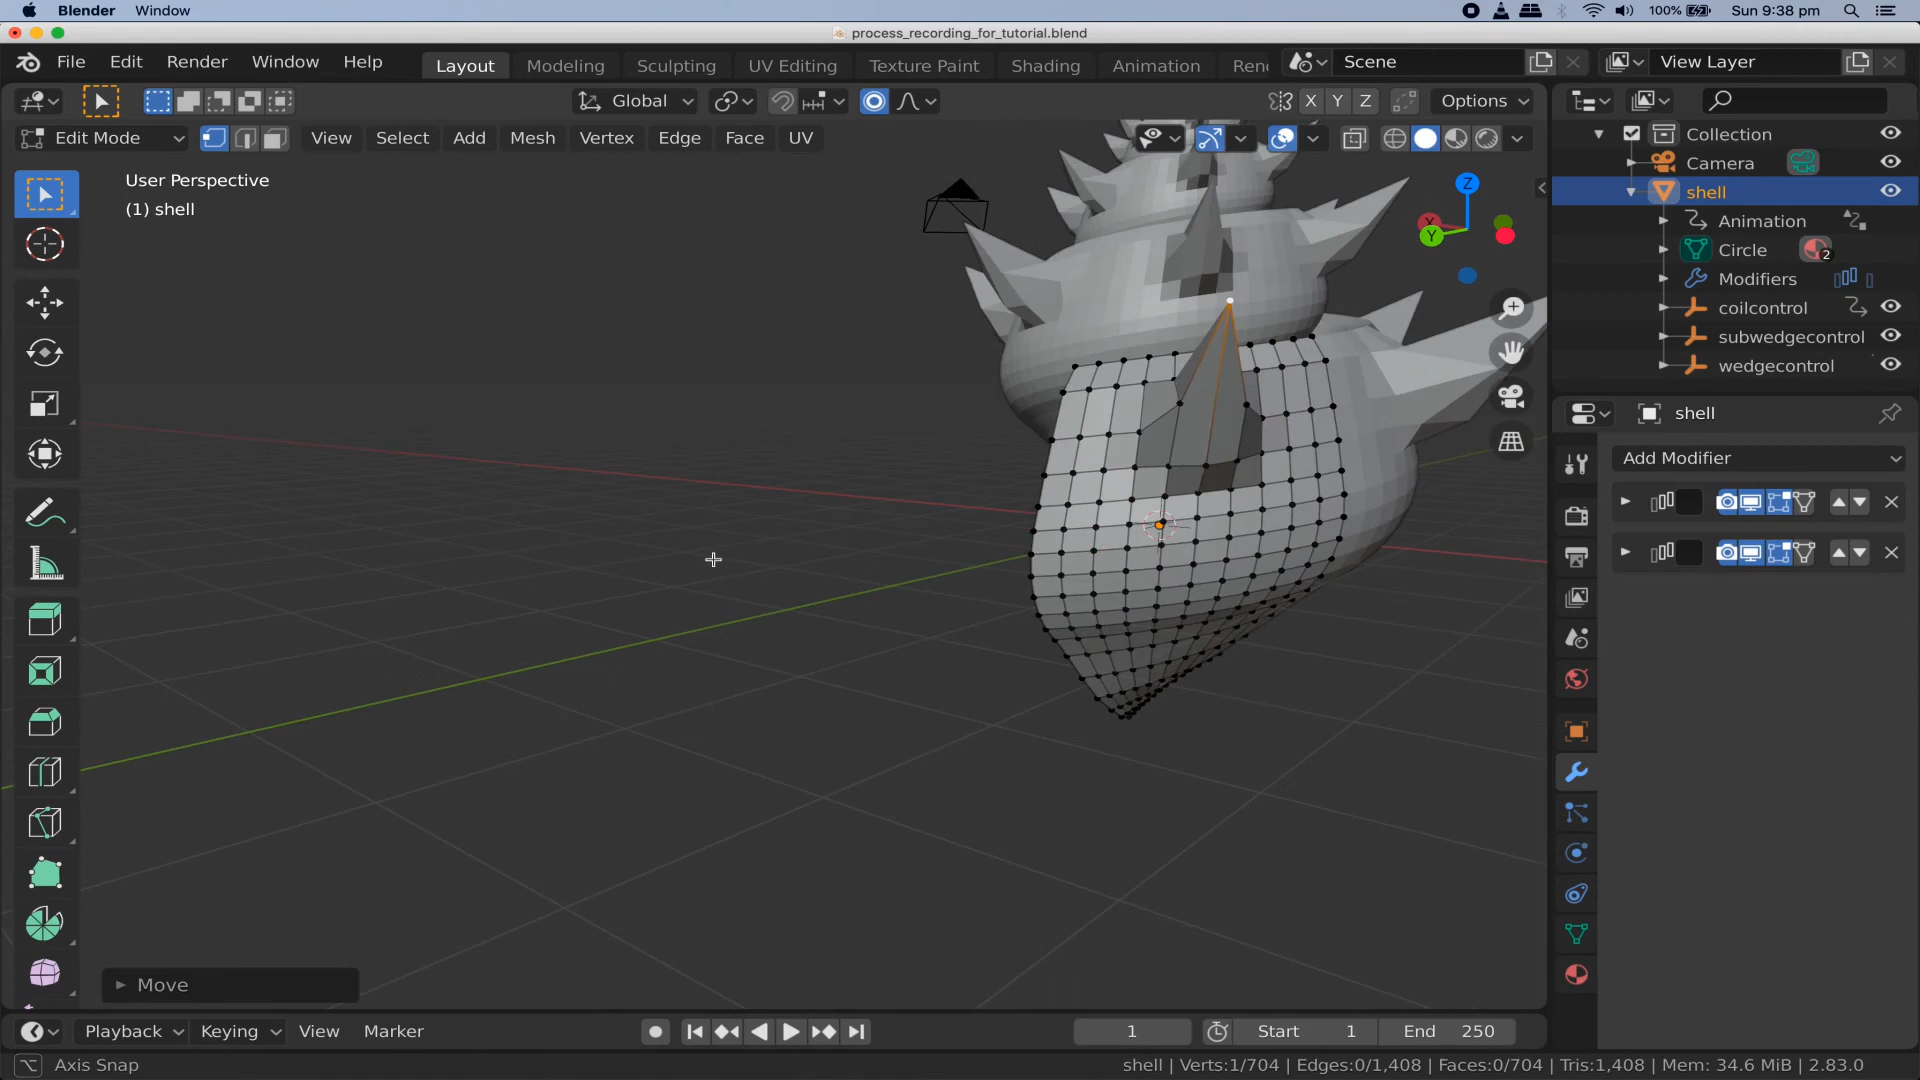 Blender Window 100% Sun 9:38 pm
process_recording_for_tutorial.blend
File Edit Render Window Help Layout Modeling Sculpting UV Editing Texture Paint Shading Animation Scene View Layer
Global X Y Z Options
Edit Mode View Select Add Mesh Vertex Edge Face UV
Collection
Camera
User Perspective
(1) shell
shell
Animation
Circle 2
Modifiers
coilcontrol
subwedgecontrol
wedgecontrol
Z
X
Y
shell
Add Modifier
Move
Playback Keying View Marker 1 Start 1 End 250
Axis Snap shell | Verts:1/704 | Edges:0/1,408 | Faces:0/704 | Tris:1,408 | Mem: 34.6 MiB | 2.83.0